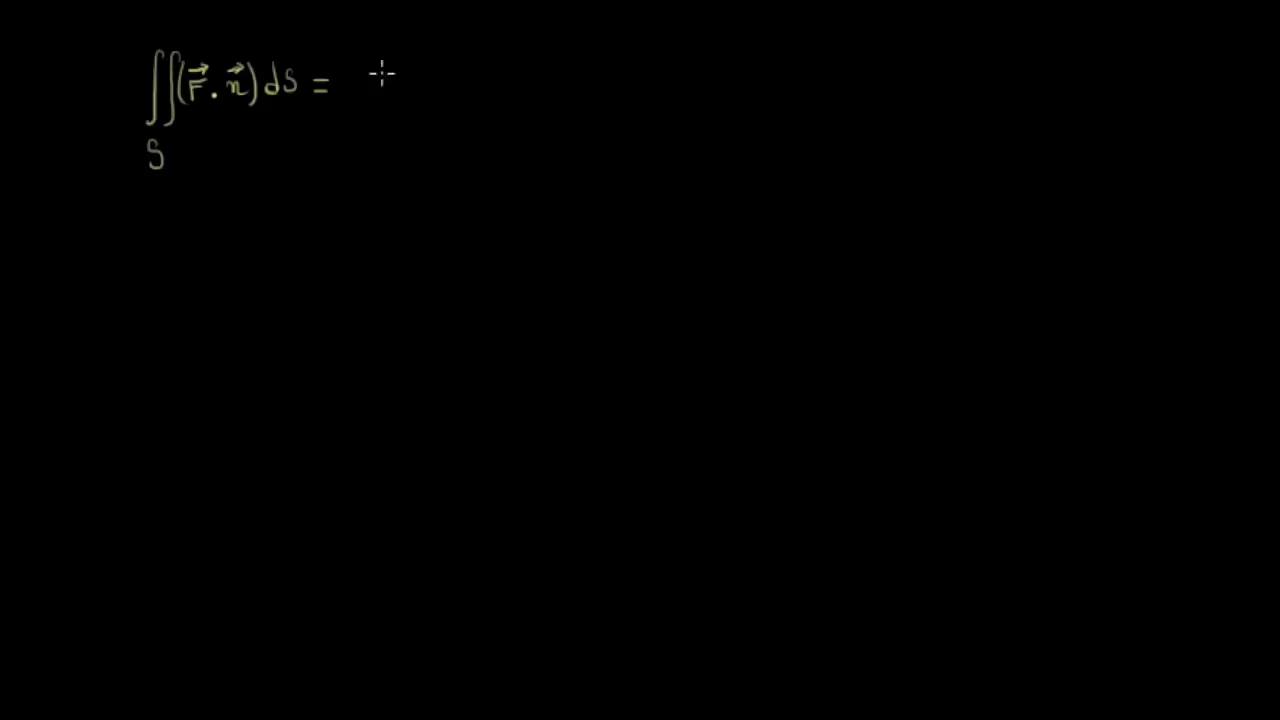 ∬(F⃗ . n⃗) dS =
S